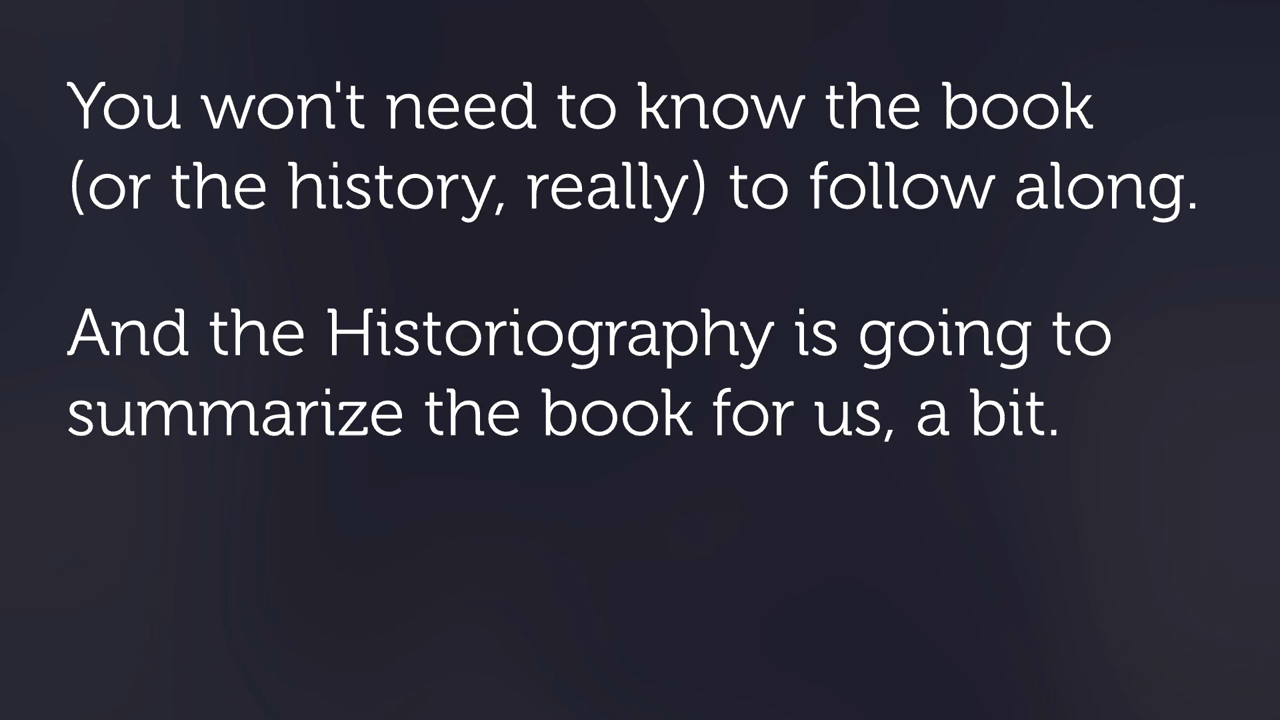 You won't need to know the book
(or the history, really) to follow along.
And the Historiography is going to
summarize the book for us, a bit.